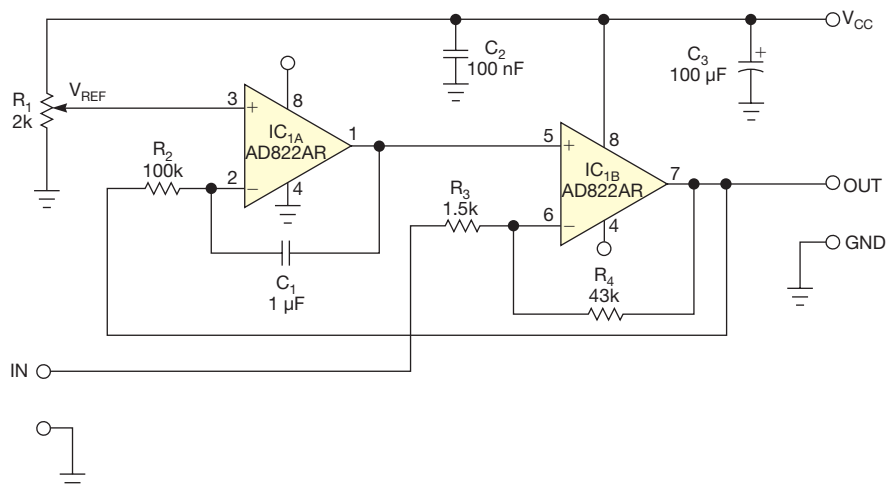 V_CC
C_2
100 nF
C_3
+
100 µF
R_1
2k
V_REF
3
+
8
IC_1A
AD822AR
1
R_2
100k
2
−
4
C_1
1 µF
5
+
8
IC_1B
AD822AR
7
R_3
1.5k
6
−
4
R_4
43k
OUT
GND
IN